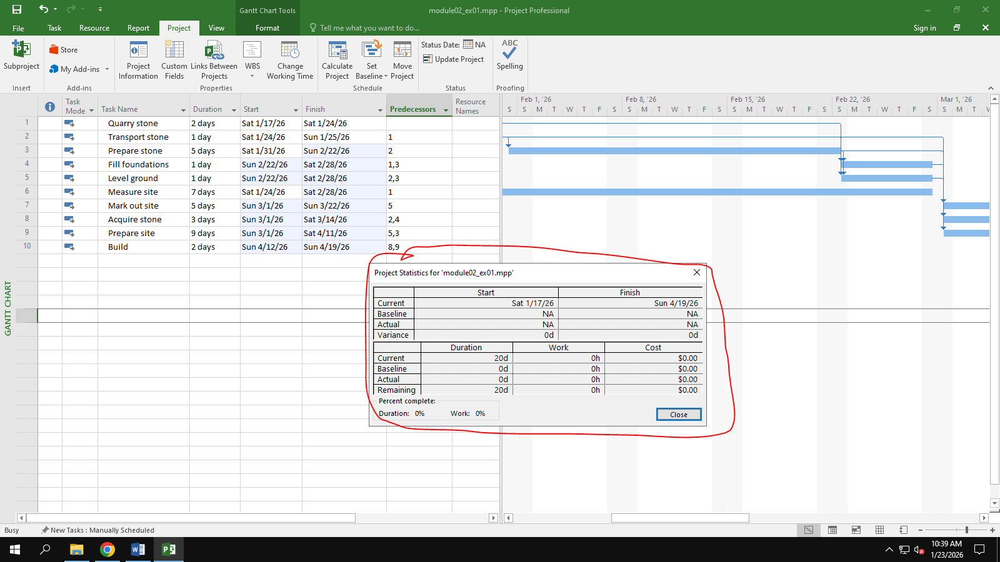 Gantt Chart Tools
module02_ex01.mpp - Project Professional
File Task Resource Report Project View Format Tell me what you want to do... Sign in
Subproject
Store
My Add-ins
Project Information
Custom Fields
Links Between Projects
WBS
Change Working Time
Calculate Project
Set Baseline
Move Project
Status Date: NA
Update Project
ABC
Spelling
Insert Add-ins Properties Schedule Status Proofing
Task Mode Task Name Duration Start Finish Predecessors Resource Names
1 Quarry stone 2 days Sat 1/17/26 Sat 1/24/26
2 Transport stone 1 day Sat 1/24/26 Sun 1/25/26 1
3 Prepare stone 5 days Sat 1/31/26 Sun 2/22/26 2
4 Fill foundations 1 day Sun 2/22/26 Sat 2/28/26 1,3
5 Level ground 1 day Sun 2/22/26 Sat 2/28/26 2,3
6 Measure site 7 days Sat 1/24/26 Sat 2/28/26 1
7 Mark out site 5 days Sun 3/1/26 Sun 3/22/26 5
8 Acquire stone 3 days Sun 3/1/26 Sat 3/14/26 2,4
9 Prepare site 9 days Sun 3/1/26 Sat 4/11/26 5,3
10 Build 2 days Sun 4/12/26 Sun 4/19/26 8,9
Feb 1, '26 Feb 8, '26 Feb 15, '26 Feb 22, '26 Mar 1, '26
S S M T W T F S S M T W T F S S M T W T F S S M T W T F S S M T
GANTT CHART
Project Statistics for 'module02_ex01.mpp'
Start Finish
Current Sat 1/17/26 Sun 4/19/26
Baseline NA NA
Actual NA NA
Variance 0d 0d
Duration Work Cost
Current 20d 0h $0.00
Baseline 0d 0h $0.00
Actual 0d 0h $0.00
Remaining 20d 0h $0.00
Percent complete:
Duration: 0% Work: 0%
Close
Busy New Tasks : Manually Scheduled
10:39 AM
1/23/2026